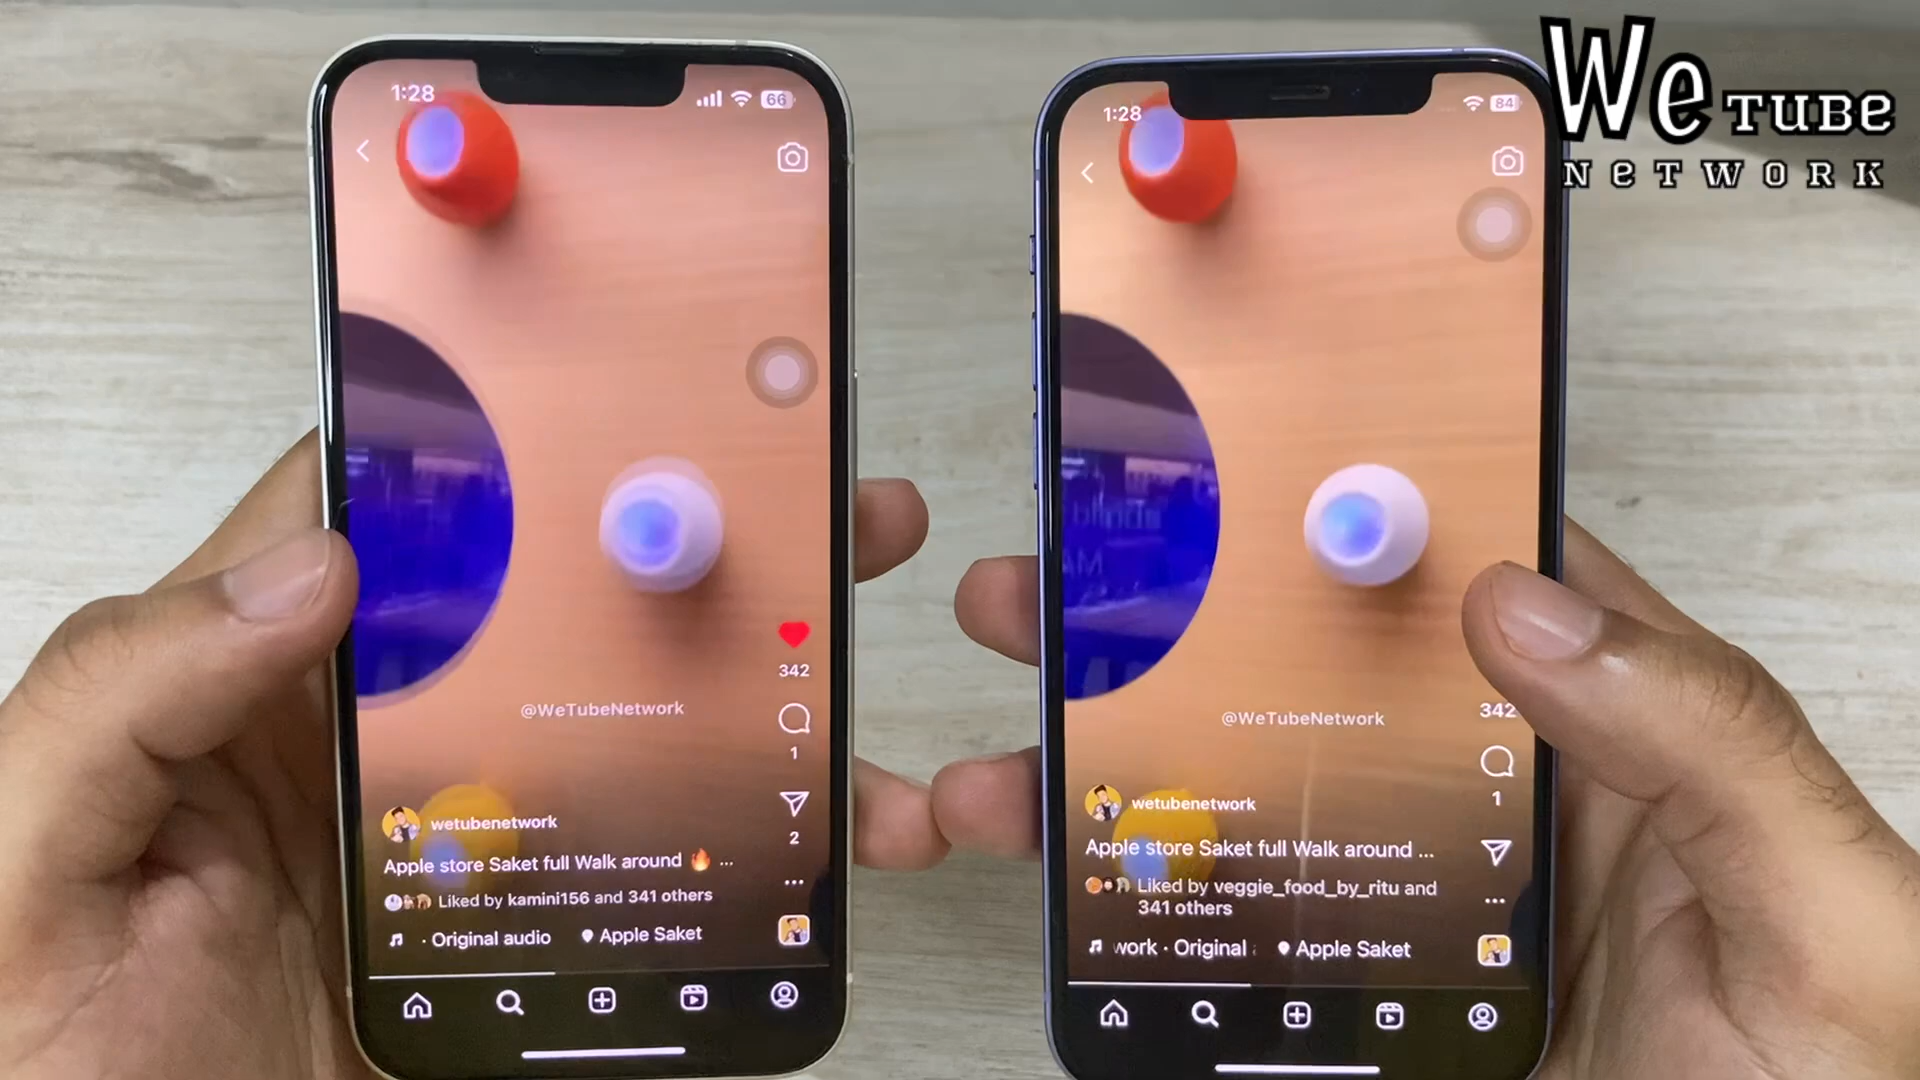 We TUBE
NETWORK
1:28
66
342
@WeTubeNetwork
1
2
wetubenetwork
Apple store Saket full Walk around 🔥 ...
Liked by kamini156 and 341 others
· Original audio
Apple Saket
1:28
84
342
@WeTubeNetwork
1
wetubenetwork
Apple store Saket full Walk around ...
Liked by veggie_food_by_ritu and
341 others
work · Original
Apple Saket